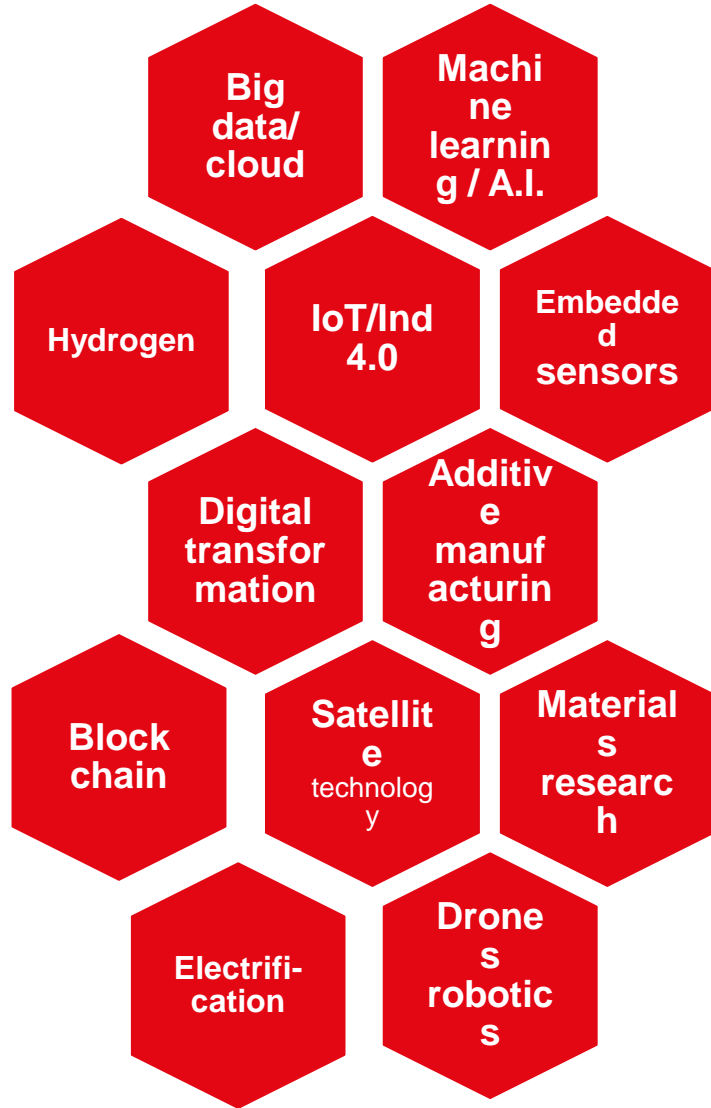 Big
data/
cloud
Machi
ne
learnin
g / A.I.
Hydrogen
IoT/Ind
4.0
Embedde
d
sensors
Digital
transfor
mation
Additiv
e
manuf
acturin
g
Block
chain
Satellit
e
technolog
y
Material
s
researc
h
Electrifi-
cation
Drone
s
robotic
s